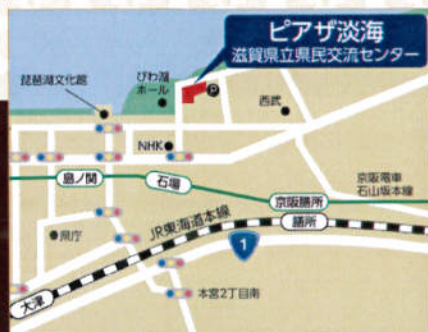 ピアザ淡海
滋賀県立県民交流センター
琵琶湖文化館
びわ湖
ホール
P
西武
NHK
京阪電車
石山坂本線
島ノ関
石場
京阪膳所
膳所
JR東海道本線
県庁
1
大津
本宮2丁目南